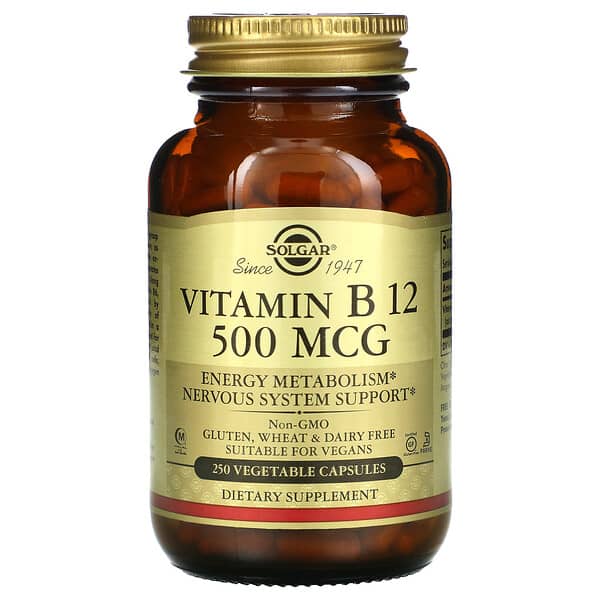 SOLGAR®
Since 1947
VITAMIN B 12
500 MCG
ENERGY METABOLISM*
NERVOUS SYSTEM SUPPORT*
Non-GMO
GLUTEN, WHEAT & DAIRY FREE
SUITABLE FOR VEGANS
250 VEGETABLE CAPSULES
DIETARY SUPPLEMENT